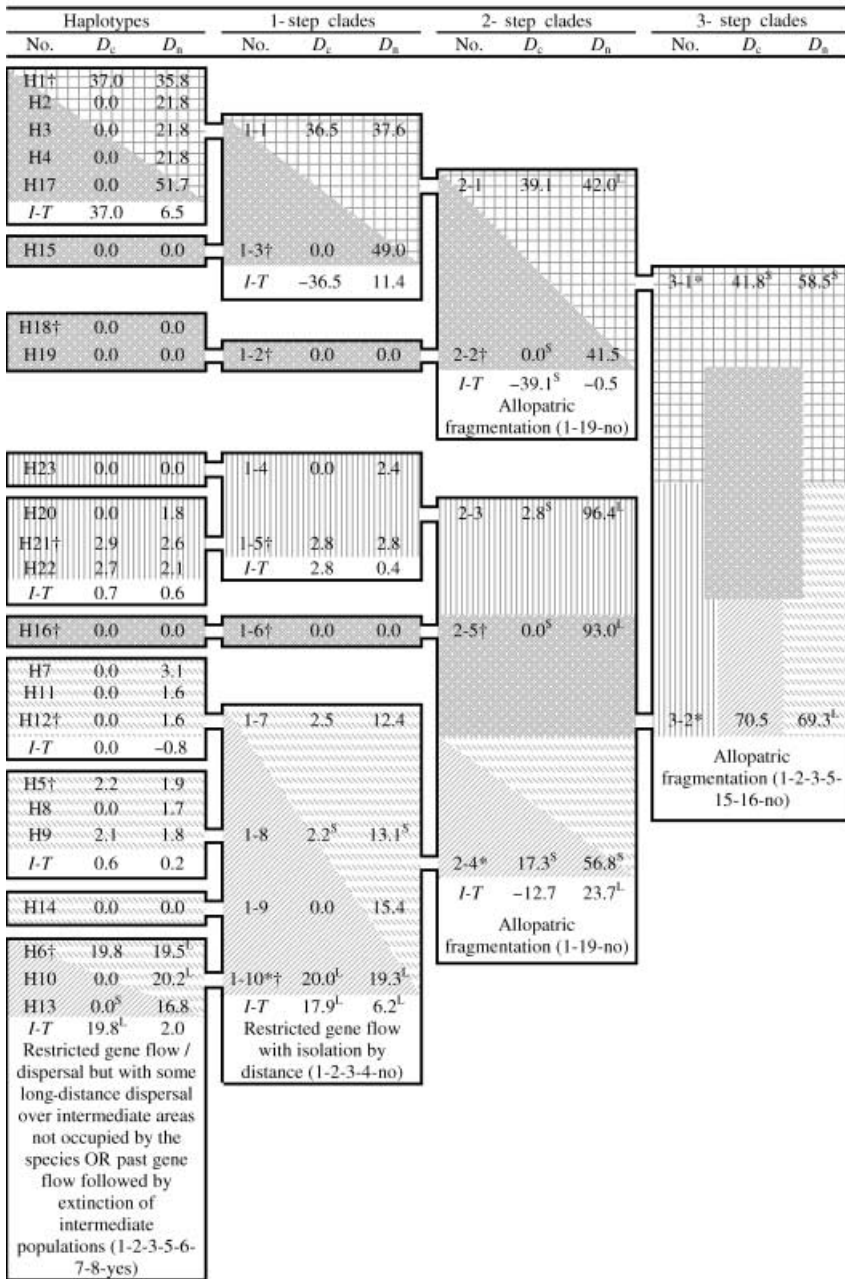 Haplotypes 1-step clades 2- step clades 3- step clades
No. Dc Dn No. Dc Dn No. Dc Dn No. Dc Dn
H1† 37.0 35.8
H2 0.0 21.8
H3 0.0 21.8
H4 0.0 21.8
H17 0.0 51.7
I-T 37.0 6.5
H15 0.0 0.0
H18† 0.0 0.0
H19 0.0 0.0
H23 0.0 0.0
H20 0.0 1.8
H21† 2.9 2.6
H22 2.7 2.1
I-T 0.7 0.6
H16† 0.0 0.0
H7 0.0 3.1
H11 0.0 1.6
H12† 0.0 1.6
I-T 0.0 –0.8
H5† 2.2 1.9
H8 0.0 1.7
H9 2.1 1.8
I-T 0.6 0.2
H14 0.0 0.0
H6† 19.8 19.5L
H10 0.0 20.2L
H13 0.0S 16.8
I-T 19.8L 2.0
Restricted gene flow /
dispersal but with some
long-distance dispersal
over intermediate areas
not occupied by the
species OR past gene
flow followed by
extinction of
intermediate
populations (1-2-3-5-6-
7-8-yes)
1-1 36.5 37.6
1-3† 0.0 49.0
I-T –36.5 11.4
1-2† 0.0 0.0
1-4 0.0 2.4
1-5† 2.8 2.8
I-T 2.8 0.4
1-6† 0.0 0.0
1-7 2.5 12.4
1-8 2.2S 13.1S
1-9 0.0 15.4
1-10*† 20.0L 19.3L
I-T 17.9L 6.2L
Restricted gene flow
with isolation by
distance (1-2-3-4-no)
2-1 39.1 42.0L
2-2† 0.0S 41.5
I-T –39.1S –0.5
Allopatric
fragmentation (1-19-no)
2-3 2.8S 96.4L
2-5† 0.0S 93.0L
2-4* 17.3S 56.8S
I-T –12.7 23.7L
Allopatric
fragmentation (1-19-no)
3-1* 41.8S 58.5S
3-2* 70.5 69.3L
Allopatric
fragmentation (1-2-3-5-
15-16-no)